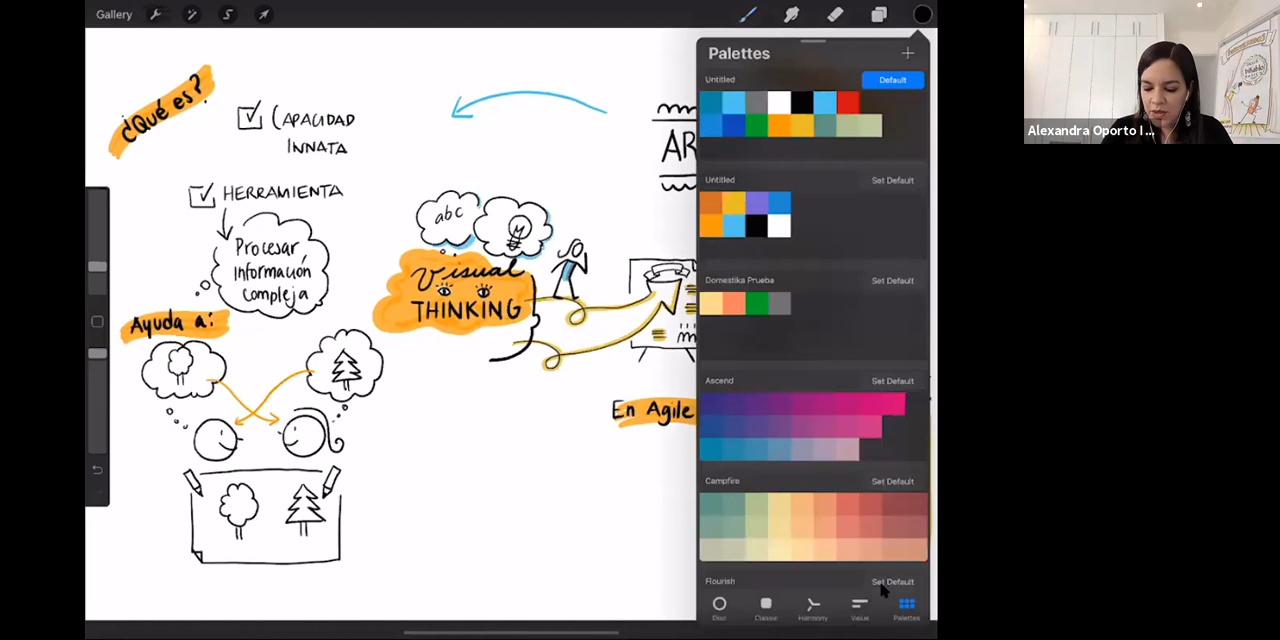 Gallery
¿Qué es?
CAPACIDAD
INNATA
HERRAMIENTA
Procesar
información
compleja
Ayuda a:
abc
Visual
THINKING
AR
En Agile
Palettes
Untitled
Default
Untitled
Set Default
Domestika Prueba
Set Default
Ascend
Set Default
Campfire
Set Default
Flourish
Set Default
Disc
Classic
Harmony
Value
Palettes
Alexandra Oporto I...